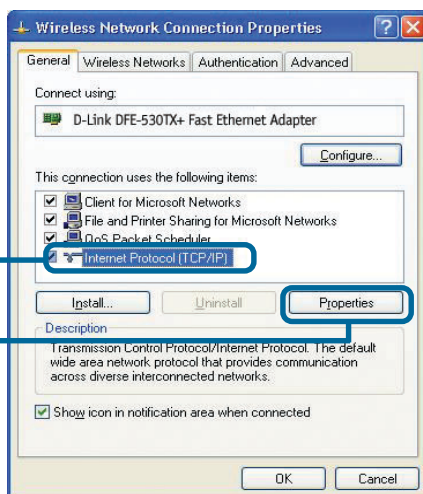 Wireless Network Connection Properties
General Wireless Networks Authentication Advanced
Connect using:
D-Link DFE-530TX+ Fast Ethernet Adapter
Configure...
This connection uses the following items:
Client for Microsoft Networks
File and Printer Sharing for Microsoft Networks
QoS Packet Scheduler
Internet Protocol (TCP/IP)
Install... Uninstall Properties
Description
Transmission Control Protocol/Internet Protocol. The default
wide area network protocol that provides communication
across diverse interconnected networks.
Show icon in notification area when connected
OK Cancel